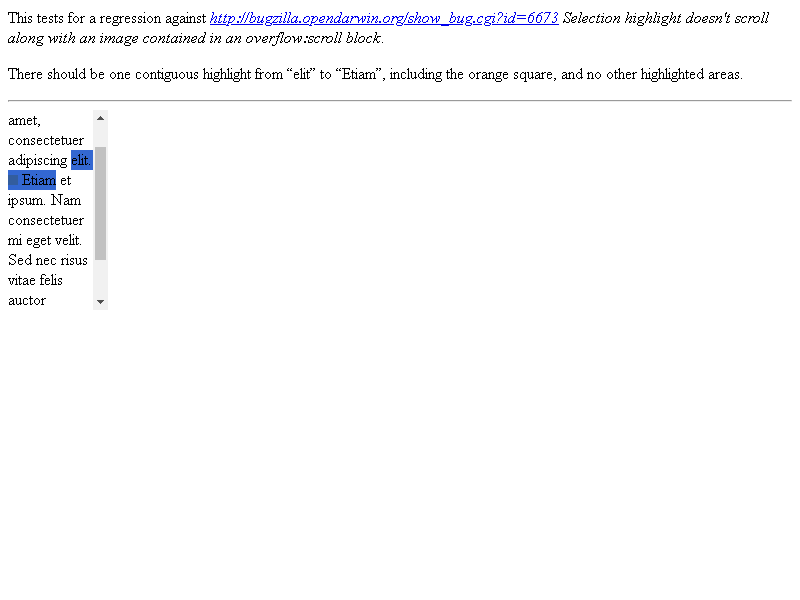 This tests for a regression against http://bugzilla.opendarwin.org/show_bug.cgi?id=6673 Selection highlight doesn't scroll
along with an image contained in an overflow:scroll block.
There should be one contiguous highlight from “elit” to “Etiam”, including the orange square, and no other highlighted areas.
amet,
consectetuer
adipiscing elit.
Etiam et
ipsum. Nam
consectetuer
mi eget velit.
Sed nec risus
vitae felis
auctor